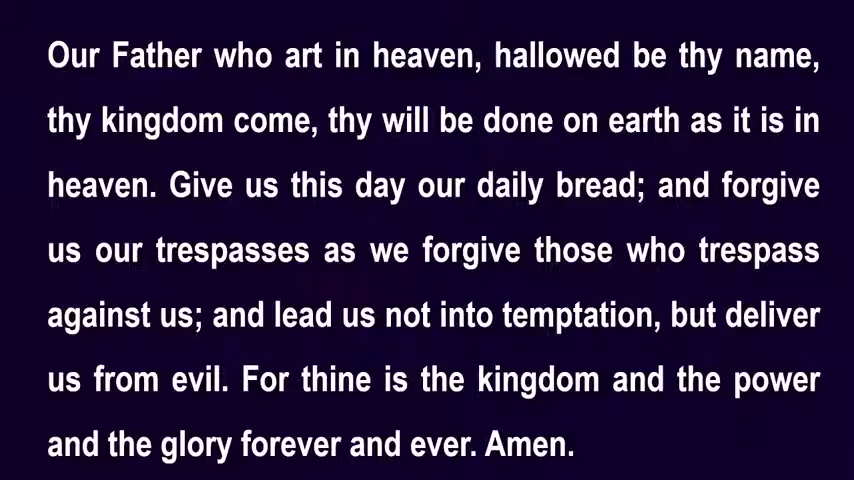 Our Father who art in heaven, hallowed be thy name,
thy kingdom come, thy will be done on earth as it is in
heaven. Give us this day our daily bread; and forgive
us our trespasses as we forgive those who trespass
against us; and lead us not into temptation, but deliver
us from evil. For thine is the kingdom and the power
and the glory forever and ever. Amen.